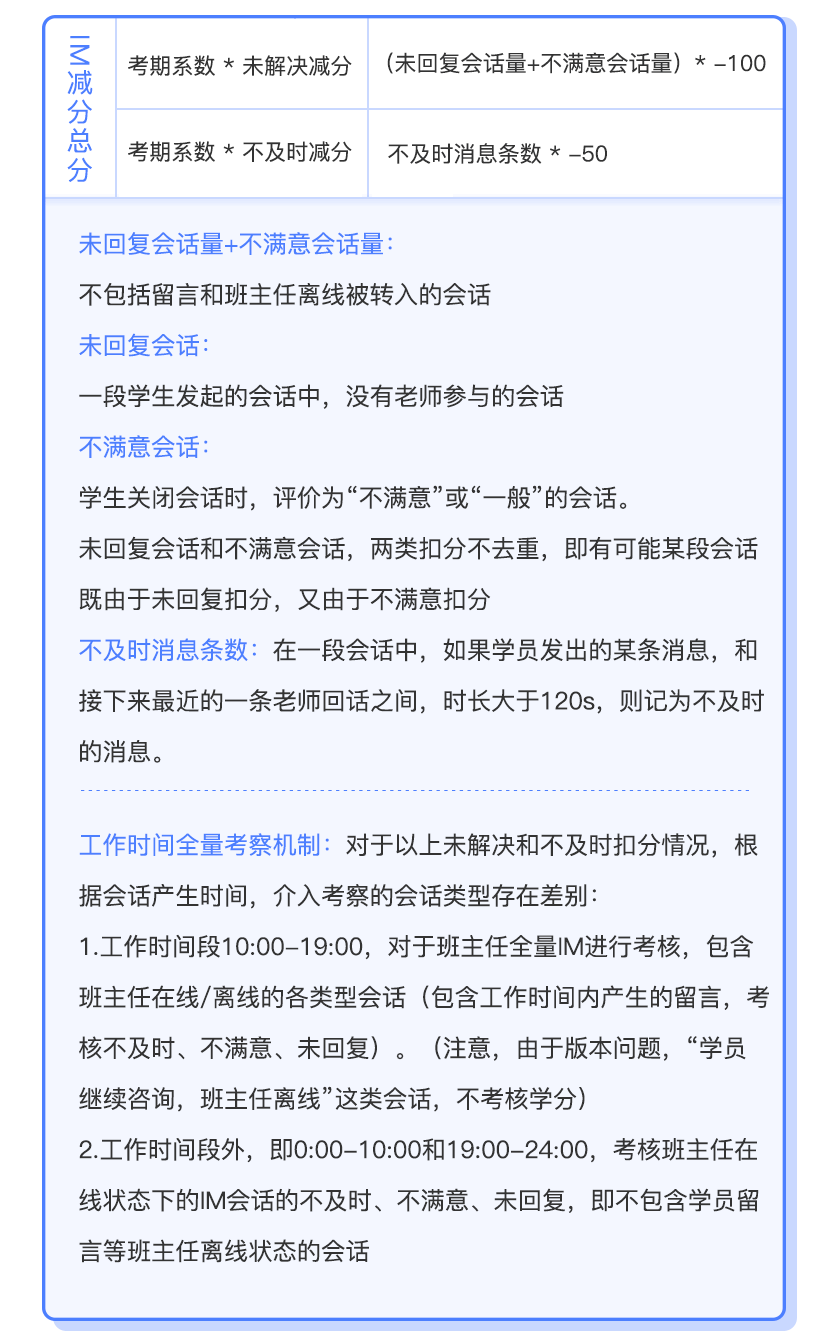 IM减分总分
考期系数 * 未解决减分
（未回复会话量+不满意会话量）* -100
考期系数 * 不及时减分
不及时消息条数 * -50
未回复会话量+不满意会话量：
不包括留言和班主任离线被转入的会话
未回复会话：
一段学生发起的会话中，没有老师参与的会话
不满意会话：
学生关闭会话时，评价为“不满意”或“一般”的会话。
未回复会话和不满意会话，两类扣分不去重，即有可能某段会话
既由于未回复扣分，又由于不满意扣分
不及时消息条数：在一段会话中，如果学员发出的某条消息，和
接下来最近的一条老师回话之间，时长大于120s，则记为不及时
的消息。
工作时间全量考察机制：对于以上未解决和不及时扣分情况，根
据会话产生时间，介入考察的会话类型存在差别：
1.工作时间段10:00-19:00，对于班主任全量IM进行考核，包含
班主任在线/离线的各类型会话（包含工作时间内产生的留言，考
核不及时、不满意、未回复）。（注意，由于版本问题，“学员
继续咨询，班主任离线”这类会话，不考核学分）
2.工作时间段外，即0:00-10:00和19:00-24:00，考核班主任在
线状态下的IM会话的不及时、不满意、未回复，即不包含学员留
言等班主任离线状态的会话